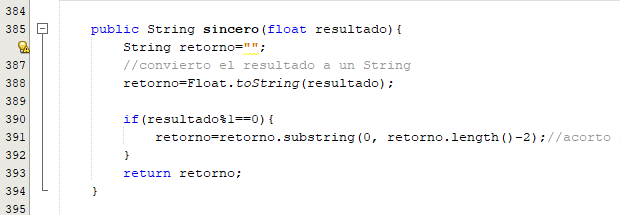 384
385 public String sincero(float resultado){
String retorno="";
387 //convierto el resultado a un String
388 retorno=Float.toString(resultado);
389
390 if(resultado%1==0){
391 retorno=retorno.substring(0, retorno.length()-2);//acorto
392 }
393 return retorno;
394 }
395